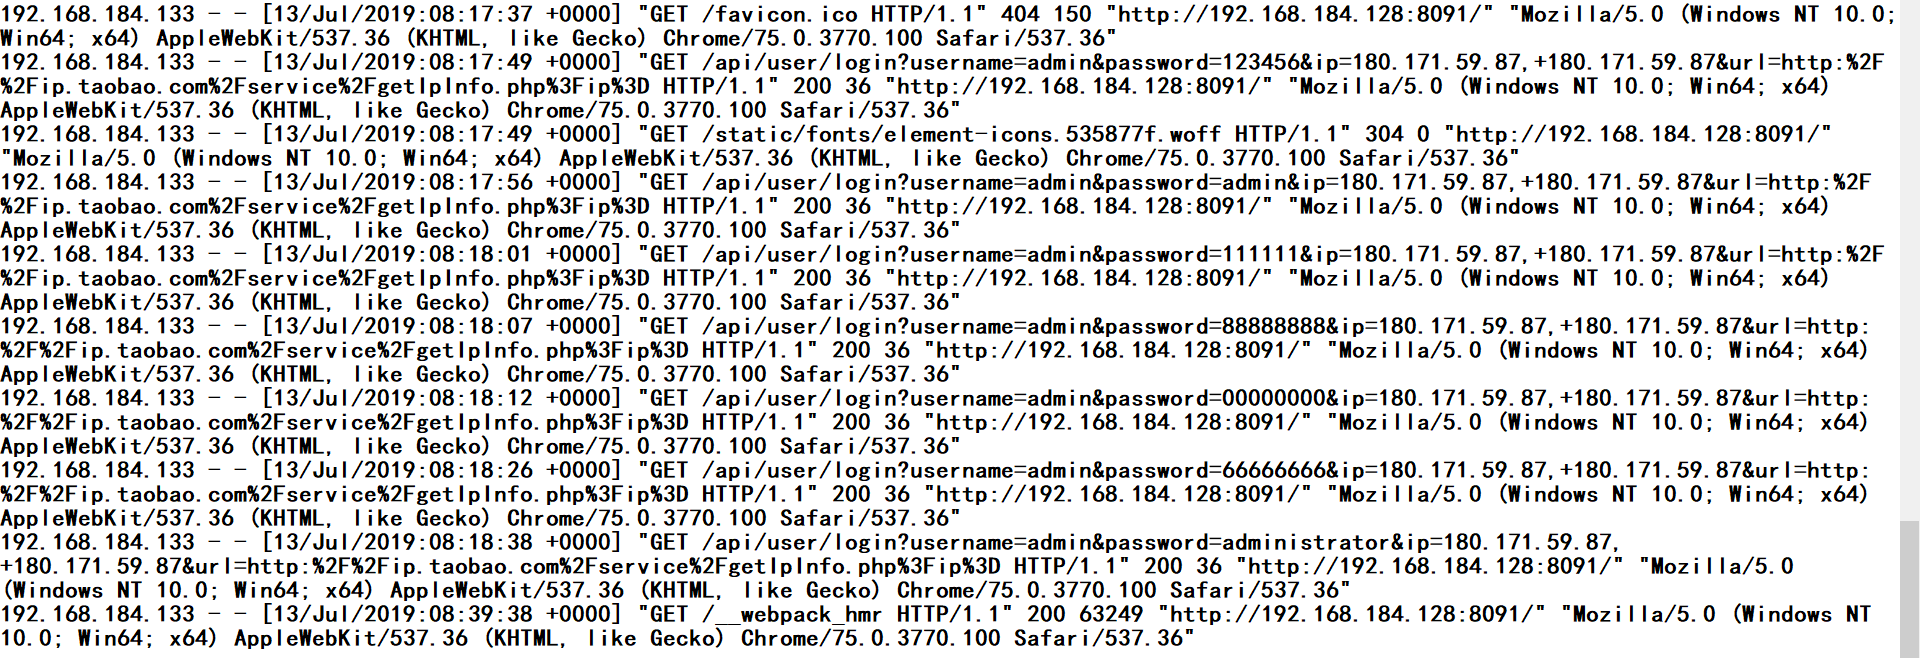 192.168.184.133 - - [13/Jul/2019:08:17:37 +0000] "GET /favicon.ico HTTP/1.1" 404 150 "http://192.168.184.128:8091/" "Mozilla/5.0 (Windows NT 10.0;
Win64; x64) AppleWebKit/537.36 (KHTML, like Gecko) Chrome/75.0.3770.100 Safari/537.36"
192.168.184.133 - - [13/Jul/2019:08:17:49 +0000] "GET /api/user/login?username=admin&password=123456&ip=180.171.59.87,+180.171.59.87&url=http:%2F
%2Fip.taobao.com%2Fservice%2FgetIpInfo.php%3Fip%3D HTTP/1.1" 200 36 "http://192.168.184.128:8091/" "Mozilla/5.0 (Windows NT 10.0; Win64; x64)
AppleWebKit/537.36 (KHTML, like Gecko) Chrome/75.0.3770.100 Safari/537.36"
192.168.184.133 - - [13/Jul/2019:08:17:49 +0000] "GET /static/fonts/element-icons.535877f.woff HTTP/1.1" 304 0 "http://192.168.184.128:8091/"
"Mozilla/5.0 (Windows NT 10.0; Win64; x64) AppleWebKit/537.36 (KHTML, like Gecko) Chrome/75.0.3770.100 Safari/537.36"
192.168.184.133 - - [13/Jul/2019:08:17:56 +0000] "GET /api/user/login?username=admin&password=admin&ip=180.171.59.87,+180.171.59.87&url=http:%2F
%2Fip.taobao.com%2Fservice%2FgetIpInfo.php%3Fip%3D HTTP/1.1" 200 36 "http://192.168.184.128:8091/" "Mozilla/5.0 (Windows NT 10.0; Win64; x64)
AppleWebKit/537.36 (KHTML, like Gecko) Chrome/75.0.3770.100 Safari/537.36"
192.168.184.133 - - [13/Jul/2019:08:18:01 +0000] "GET /api/user/login?username=admin&password=111111&ip=180.171.59.87,+180.171.59.87&url=http:%2F
%2Fip.taobao.com%2Fservice%2FgetIpInfo.php%3Fip%3D HTTP/1.1" 200 36 "http://192.168.184.128:8091/" "Mozilla/5.0 (Windows NT 10.0; Win64; x64)
AppleWebKit/537.36 (KHTML, like Gecko) Chrome/75.0.3770.100 Safari/537.36"
192.168.184.133 - - [13/Jul/2019:08:18:07 +0000] "GET /api/user/login?username=admin&password=88888888&ip=180.171.59.87,+180.171.59.87&url=http:
%2F%2Fip.taobao.com%2Fservice%2FgetIpInfo.php%3Fip%3D HTTP/1.1" 200 36 "http://192.168.184.128:8091/" "Mozilla/5.0 (Windows NT 10.0; Win64; x64)
AppleWebKit/537.36 (KHTML, like Gecko) Chrome/75.0.3770.100 Safari/537.36"
192.168.184.133 - - [13/Jul/2019:08:18:12 +0000] "GET /api/user/login?username=admin&password=00000000&ip=180.171.59.87,+180.171.59.87&url=http:
%2F%2Fip.taobao.com%2Fservice%2FgetIpInfo.php%3Fip%3D HTTP/1.1" 200 36 "http://192.168.184.128:8091/" "Mozilla/5.0 (Windows NT 10.0; Win64; x64)
AppleWebKit/537.36 (KHTML, like Gecko) Chrome/75.0.3770.100 Safari/537.36"
192.168.184.133 - - [13/Jul/2019:08:18:26 +0000] "GET /api/user/login?username=admin&password=66666666&ip=180.171.59.87,+180.171.59.87&url=http:
%2F%2Fip.taobao.com%2Fservice%2FgetIpInfo.php%3Fip%3D HTTP/1.1" 200 36 "http://192.168.184.128:8091/" "Mozilla/5.0 (Windows NT 10.0; Win64; x64)
AppleWebKit/537.36 (KHTML, like Gecko) Chrome/75.0.3770.100 Safari/537.36"
192.168.184.133 - - [13/Jul/2019:08:18:38 +0000] "GET /api/user/login?username=admin&password=administrator&ip=180.171.59.87,
+180.171.59.87&url=http:%2F%2Fip.taobao.com%2Fservice%2FgetIpInfo.php%3Fip%3D HTTP/1.1" 200 36 "http://192.168.184.128:8091/" "Mozilla/5.0
(Windows NT 10.0; Win64; x64) AppleWebKit/537.36 (KHTML, like Gecko) Chrome/75.0.3770.100 Safari/537.36"
192.168.184.133 - - [13/Jul/2019:08:39:38 +0000] "GET /__webpack_hmr HTTP/1.1" 200 63249 "http://192.168.184.128:8091/" "Mozilla/5.0 (Windows NT
10.0; Win64; x64) AppleWebKit/537.36 (KHTML, like Gecko) Chrome/75.0.3770.100 Safari/537.36"